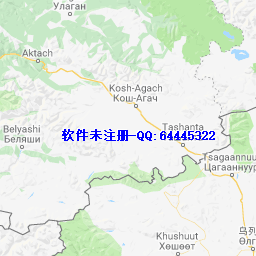 Улаган
Aktach
Kosh-Agach
Кош-Агач
Tashanta
Belyashi
Беляши
软件未注册-QQ:64445322
Tsagaannuur
Цагааннуур
Khushuut
Хөшөөт